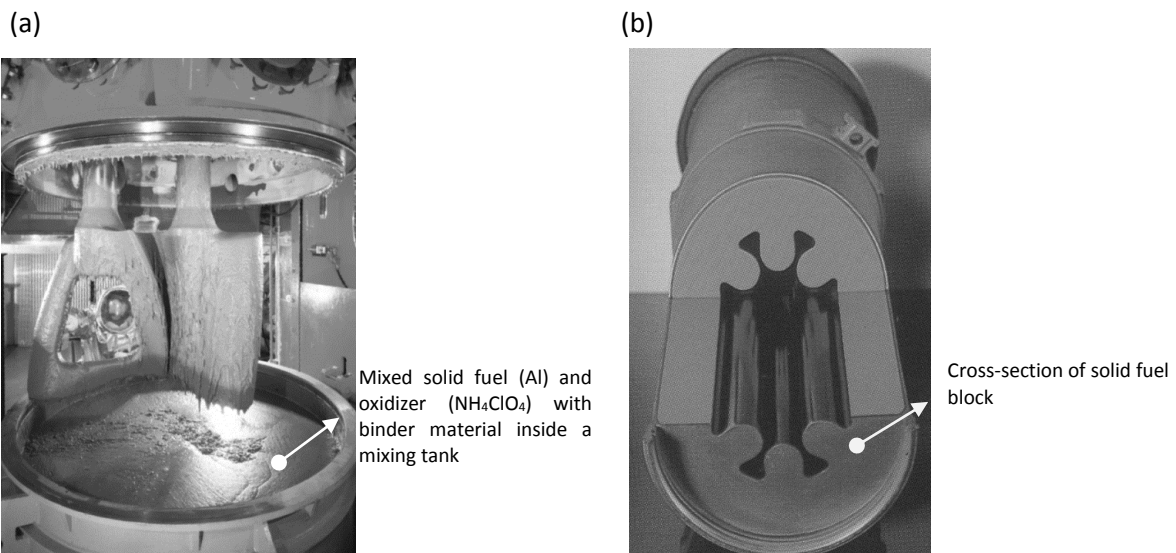 (a)
(b)
Mixed solid fuel (Al) and
oxidizer (NH₄ClO₄) with
binder material inside a
mixing tank
Cross-section of solid fuel
block